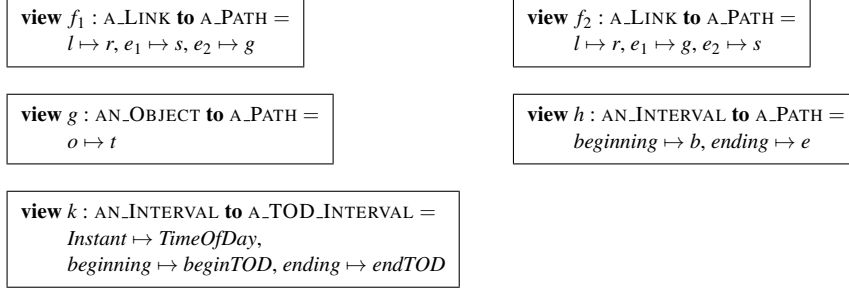 view f₁ : A_LINK to A_PATH =
l ↦ r, e₁ ↦ s, e₂ ↦ g
view f₂ : A_LINK to A_PATH =
l ↦ r, e₁ ↦ g, e₂ ↦ s
view g : AN_OBJECT to A_PATH =
o ↦ t
view h : AN_INTERVAL to A_PATH =
beginning ↦ b, ending ↦ e
view k : AN_INTERVAL to A_TOD_INTERVAL =
Instant ↦ TimeOfDay,
beginning ↦ beginTOD, ending ↦ endTOD